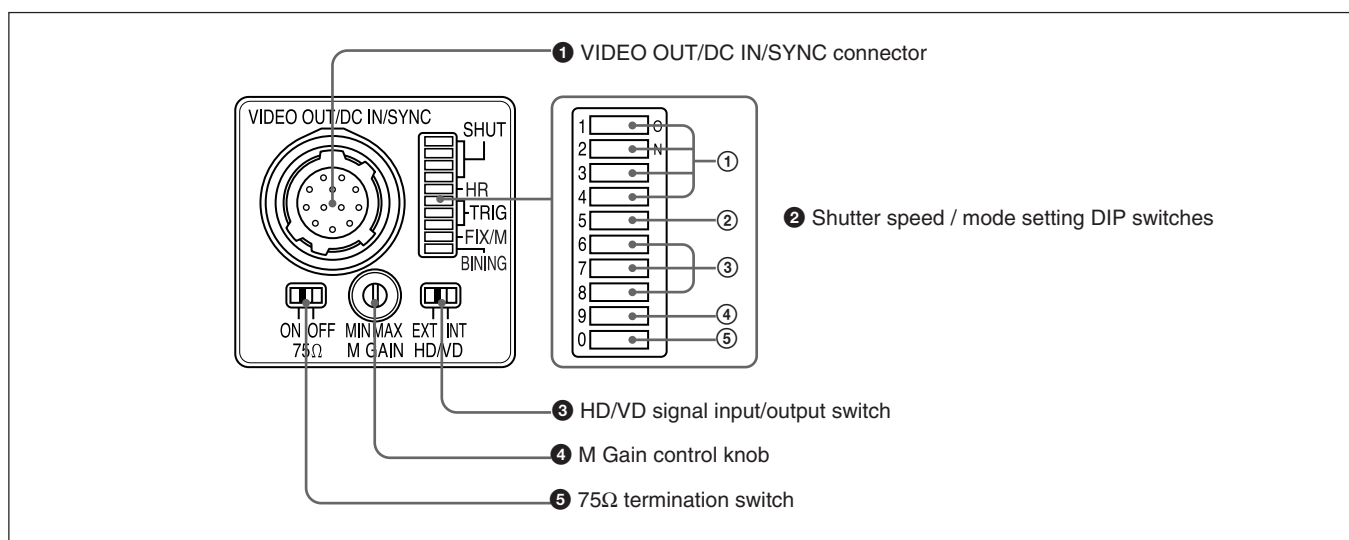 ❶ VIDEO OUT/DC IN/SYNC connector
VIDEO OUT/DC IN/SYNC
SHUT
HR
TRIG
FIX/M
BINING
ON OFF
75Ω
MIN MAX
M GAIN
EXT INT
HD/VD
1 O
2 N
3
4
5
6
7
8
9
0
①
②
③
④
⑤
❷ Shutter speed / mode setting DIP switches
❸ HD/VD signal input/output switch
❹ M Gain control knob
❺ 75Ω termination switch